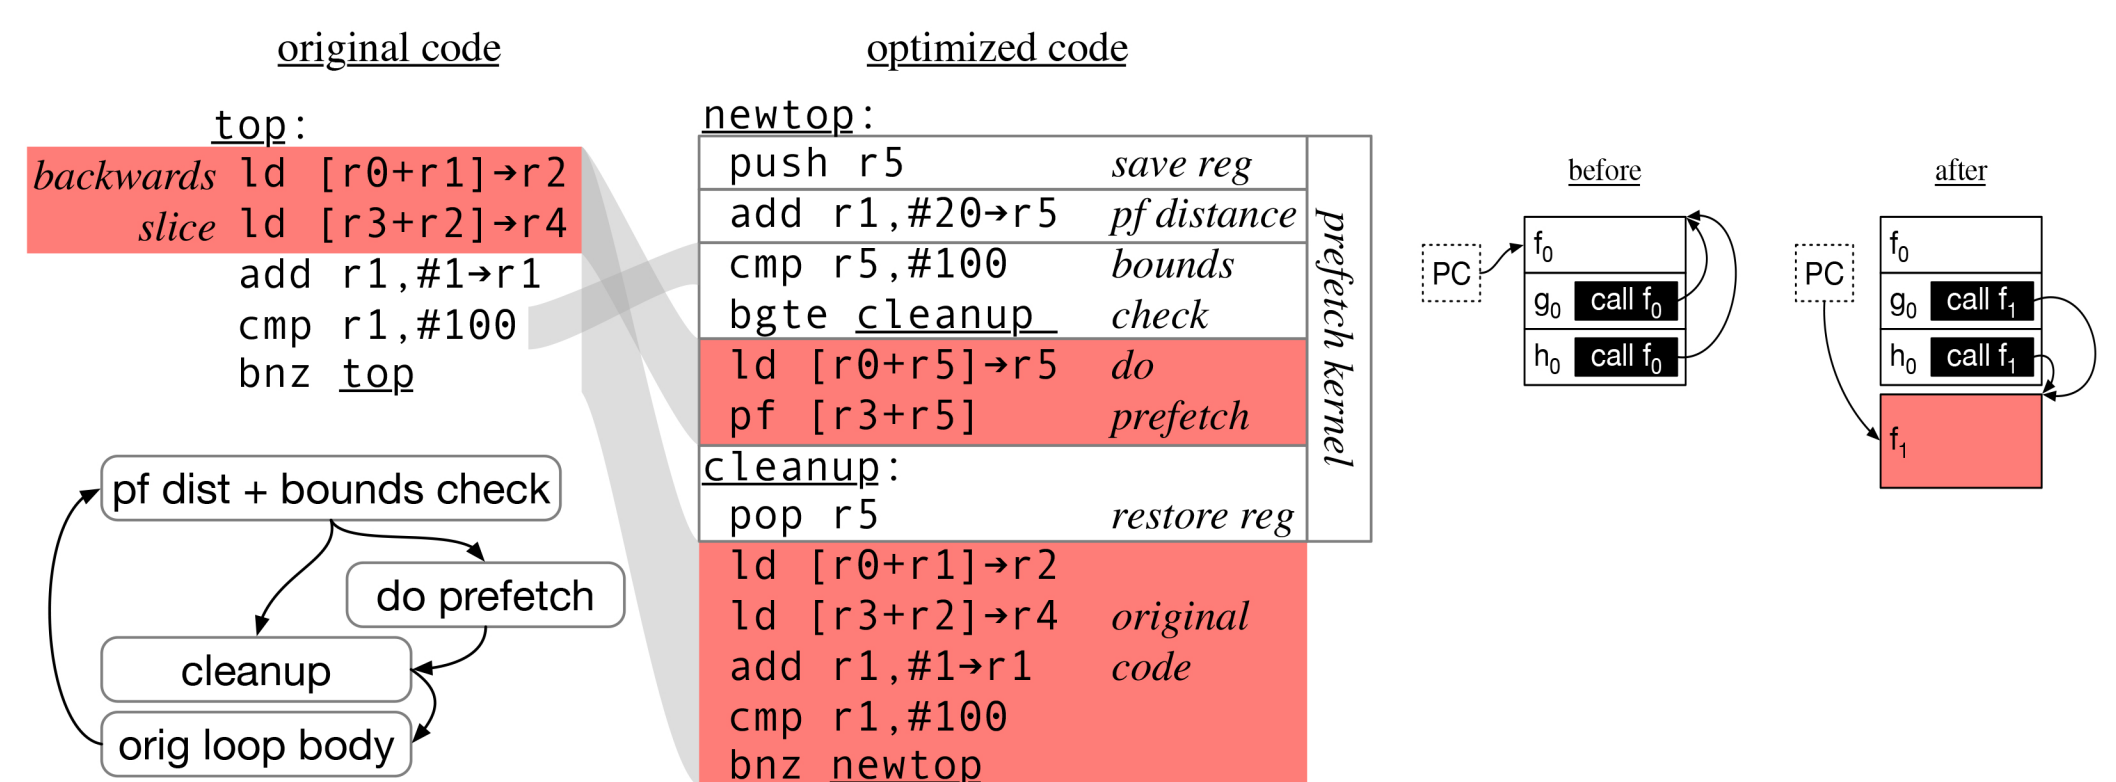 original code
top:
backwards ld [r0+r1]→r2
slice ld [r3+r2]→r4
add r1,#1→r1
cmp r1,#100
bnz top
pf dist + bounds check
do prefetch
cleanup
orig loop body
optimized code
newtop:
push r5 save reg
add r1,#20→r5 pf distance
cmp r5,#100 bounds
bgte cleanup check
ld [r0+r5]→r5 do
pf [r3+r5] prefetch
cleanup:
pop r5 restore reg
prefetch kernel
ld [r0+r1]→r2
ld [r3+r2]→r4 original
add r1,#1→r1 code
cmp r1,#100
bnz newtop
before
PC
f0
g0 call f0
h0 call f0
after
PC
f0
g0 call f1
h0 call f1
f1